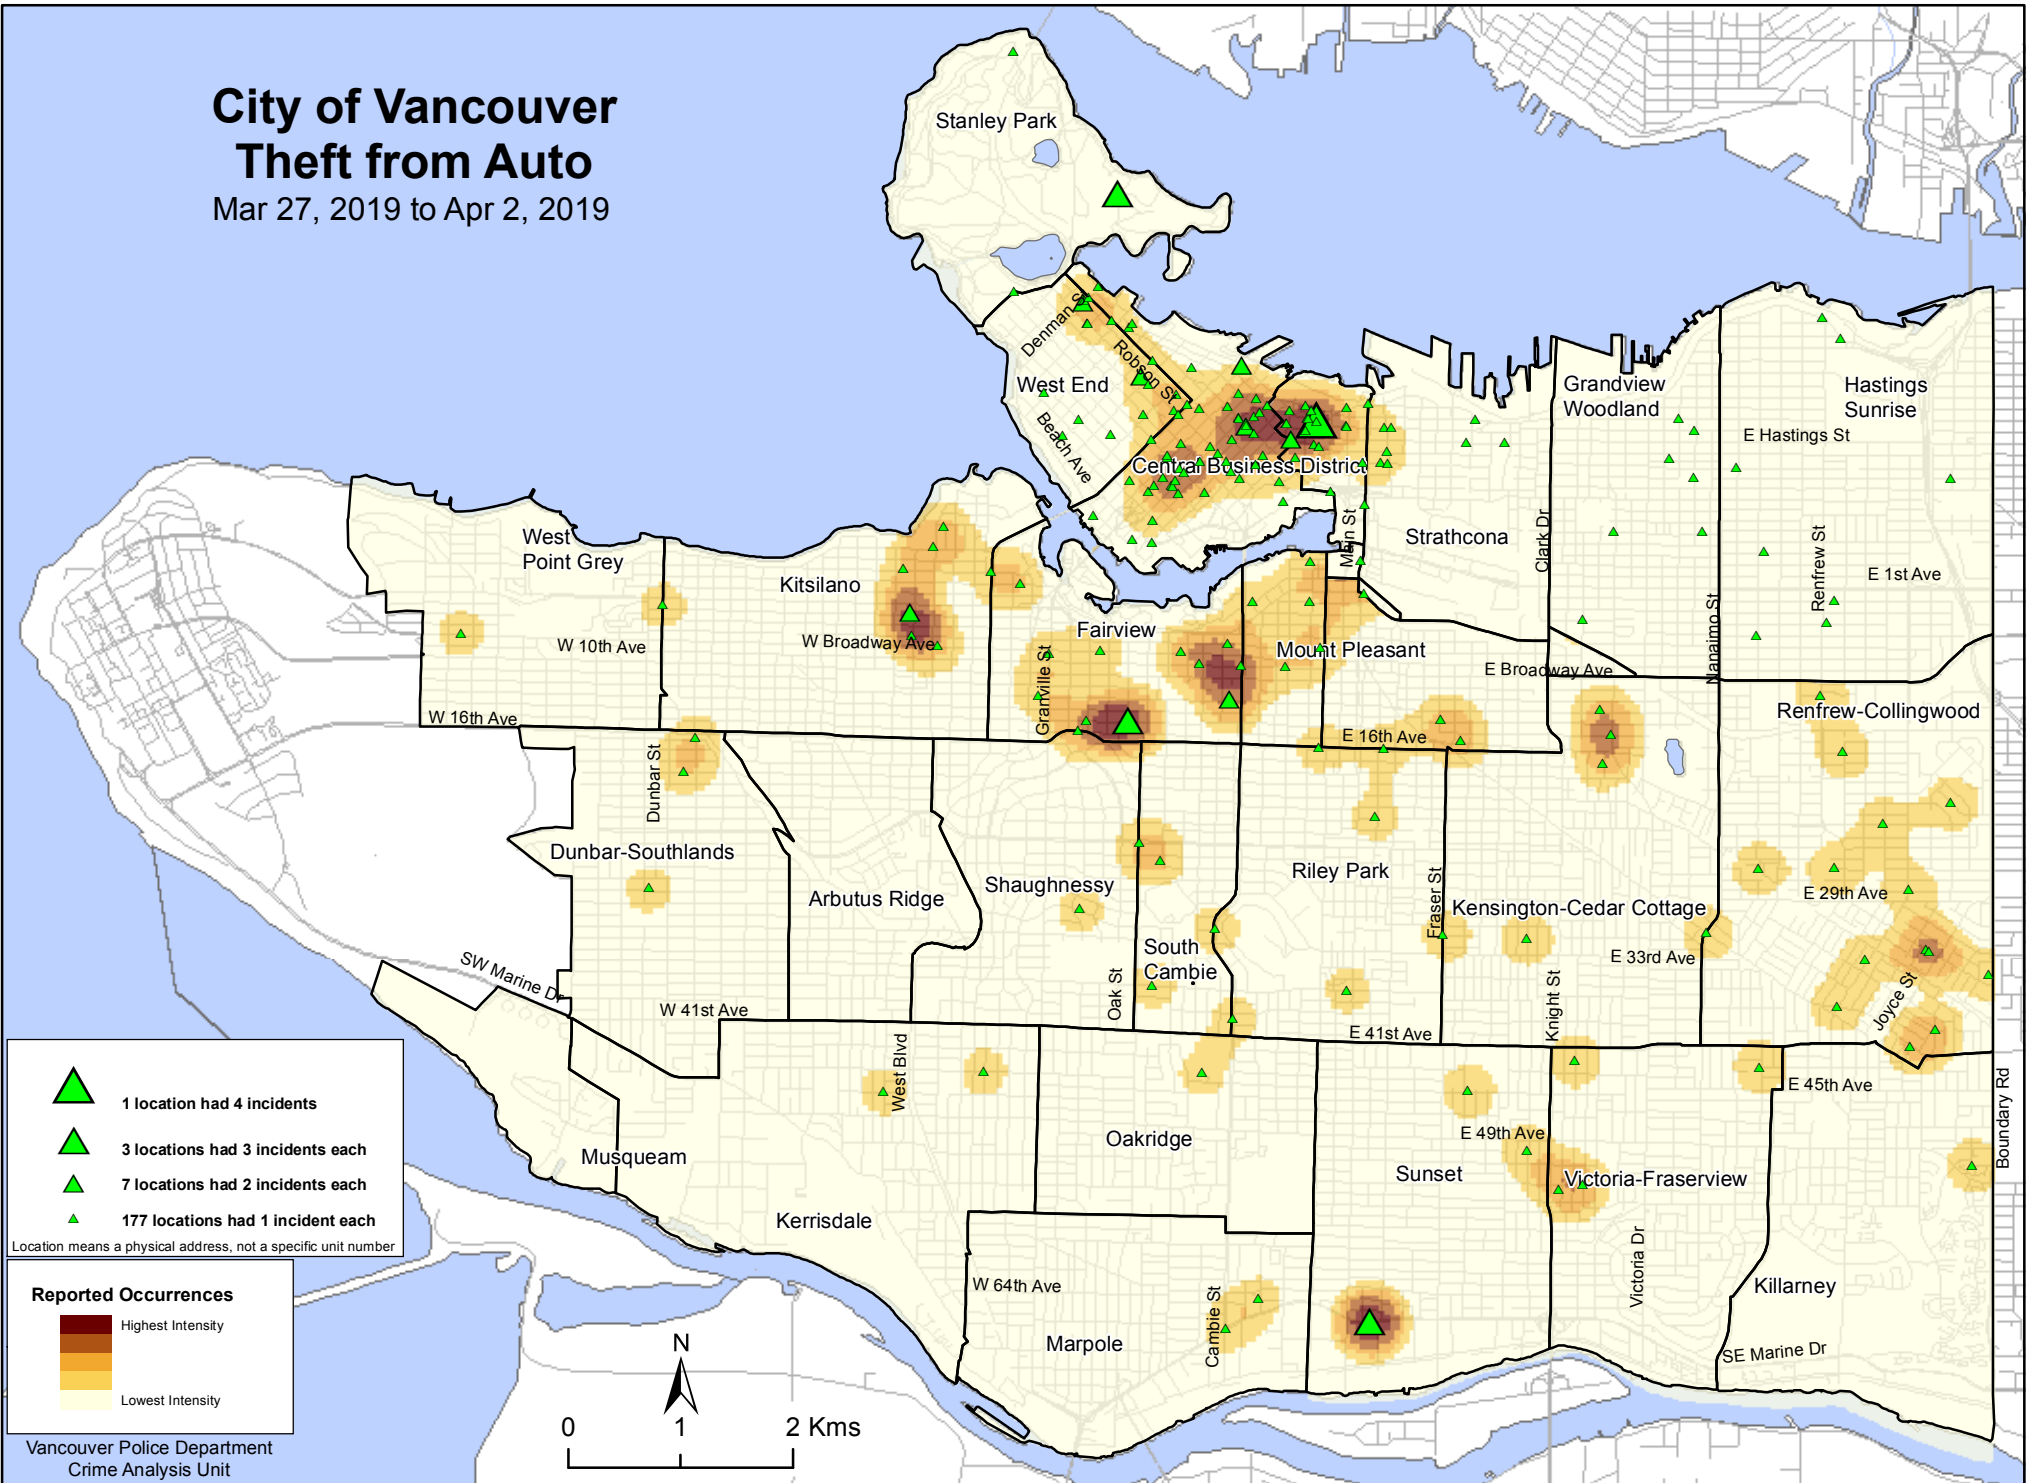 City of Vancouver
Theft from Auto
Mar 27, 2019 to Apr 2, 2019
Stanley Park
Denman St
Robson St
West End
Beach Ave
Central Business District
Grandview
Woodland
Hastings
Sunrise
E Hastings St
West
Point Grey
Kitsilano
Main St
Strathcona
Clark Dr
Renfrew St
E 1st Ave
W 10th Ave
W Broadway Ave
Fairview
Granville St
Mount Pleasant
E Broadway Ave
Nanaimo St
W 16th Ave
E 16th Ave
Renfrew-Collingwood
Dunbar St
Dunbar-Southlands
Arbutus Ridge
Shaughnessy
Riley Park
Fraser St
Kensington-Cedar Cottage
E 29th Ave
South
Cambie
E 33rd Ave
SW Marine Dr
W 41st Ave
Oak St
E 41st Ave
Knight St
Joyce St
West Blvd
E 45th Ave
Boundary Rd
Musqueam
Oakridge
E 49th Ave
Sunset
Victoria-Fraserview
Kerrisdale
W 64th Ave
Marpole
Cambie St
Victoria Dr
Killarney
SE Marine Dr
1 location had 4 incidents
3 locations had 3 incidents each
7 locations had 2 incidents each
177 locations had 1 incident each
Location means a physical address, not a specific unit number
Reported Occurrences
Highest Intensity
Lowest Intensity
Vancouver Police Department
Crime Analysis Unit
N
0 1 2 Kms